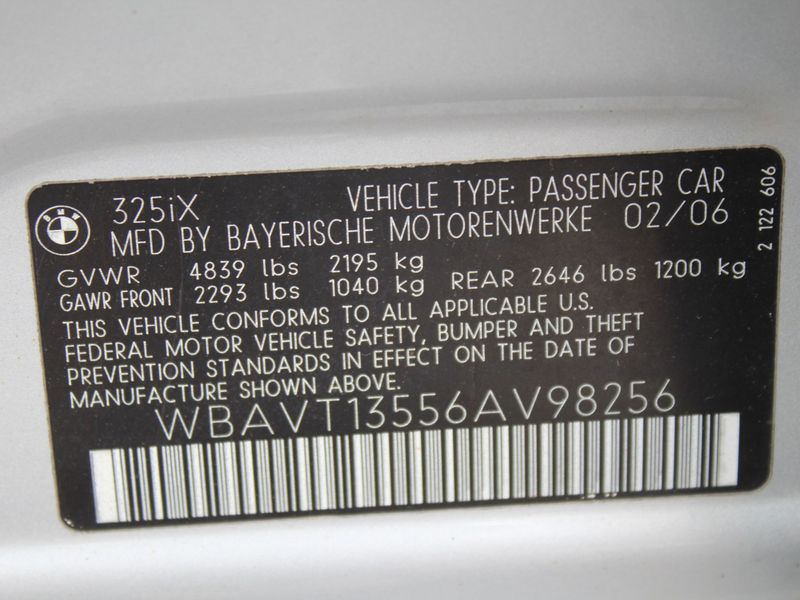 BMW
325iX VEHICLE TYPE: PASSENGER CAR
MFD BY BAYERISCHE MOTORENWERKE 02/06
GVWR 4839 lbs 2195 kg
GAWR FRONT 2293 lbs 1040 kg REAR 2646 lbs 1200 kg
THIS VEHICLE CONFORMS TO ALL APPLICABLE U.S.
FEDERAL MOTOR VEHICLE SAFETY, BUMPER AND THEFT
PREVENTION STANDARDS IN EFFECT ON THE DATE OF
MANUFACTURE SHOWN ABOVE.
WBAVT13556AV98256
2 122 606